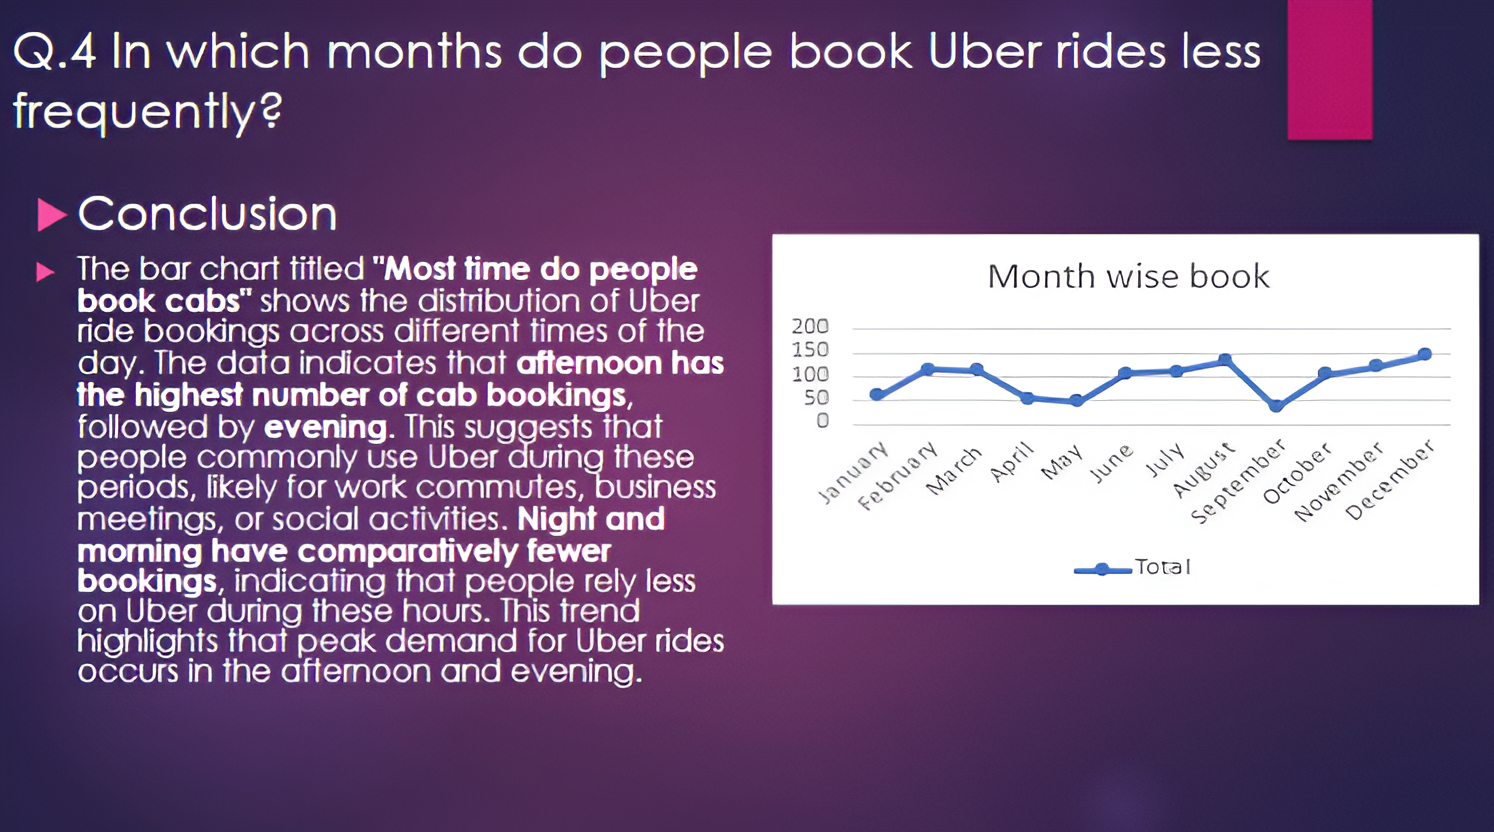 Q.4 In which months do people book Uber rides less
frequently?
Conclusion
The bar chart titled "Most time do people
book cabs" shows the distribution of Uber
ride bookings across different times of the
day. The data indicates that afternoon has
the highest number of cab bookings,
followed by evening. This suggests that
people commonly use Uber during these
periods, likely for work commutes, business
meetings, or social activities. Night and
morning have comparatively fewer
bookings, indicating that people rely less
on Uber during these hours. This trend
highlights that peak demand for Uber rides
occurs in the afternoon and evening.
Month wise book
200
150
100
50
0
January
February
March
April
May
June
July
August
September
October
November
December
Total